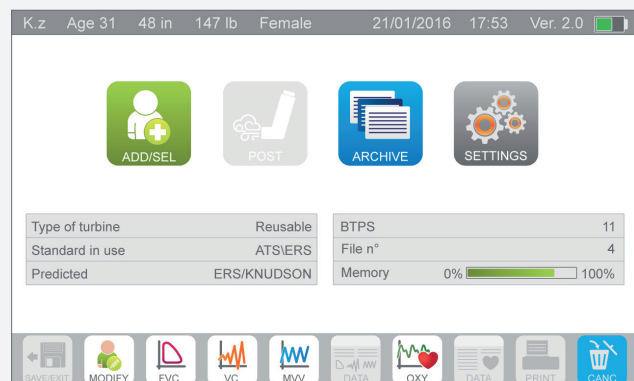 K.z Age 31 48 in 147 lb Female 21/01/2016 17:53 Ver. 2.0
ADD/SEL POST ARCHIVE SETTINGS
Type of turbine Reusable
Standard in use ATS\ERS
Predicted ERS/KNUDSON
BTPS 11
File n° 4
Memory 0% 100%
SAVE/EXIT MODIFY FVC VC MVV DATA OXY DATA PRINT CANC